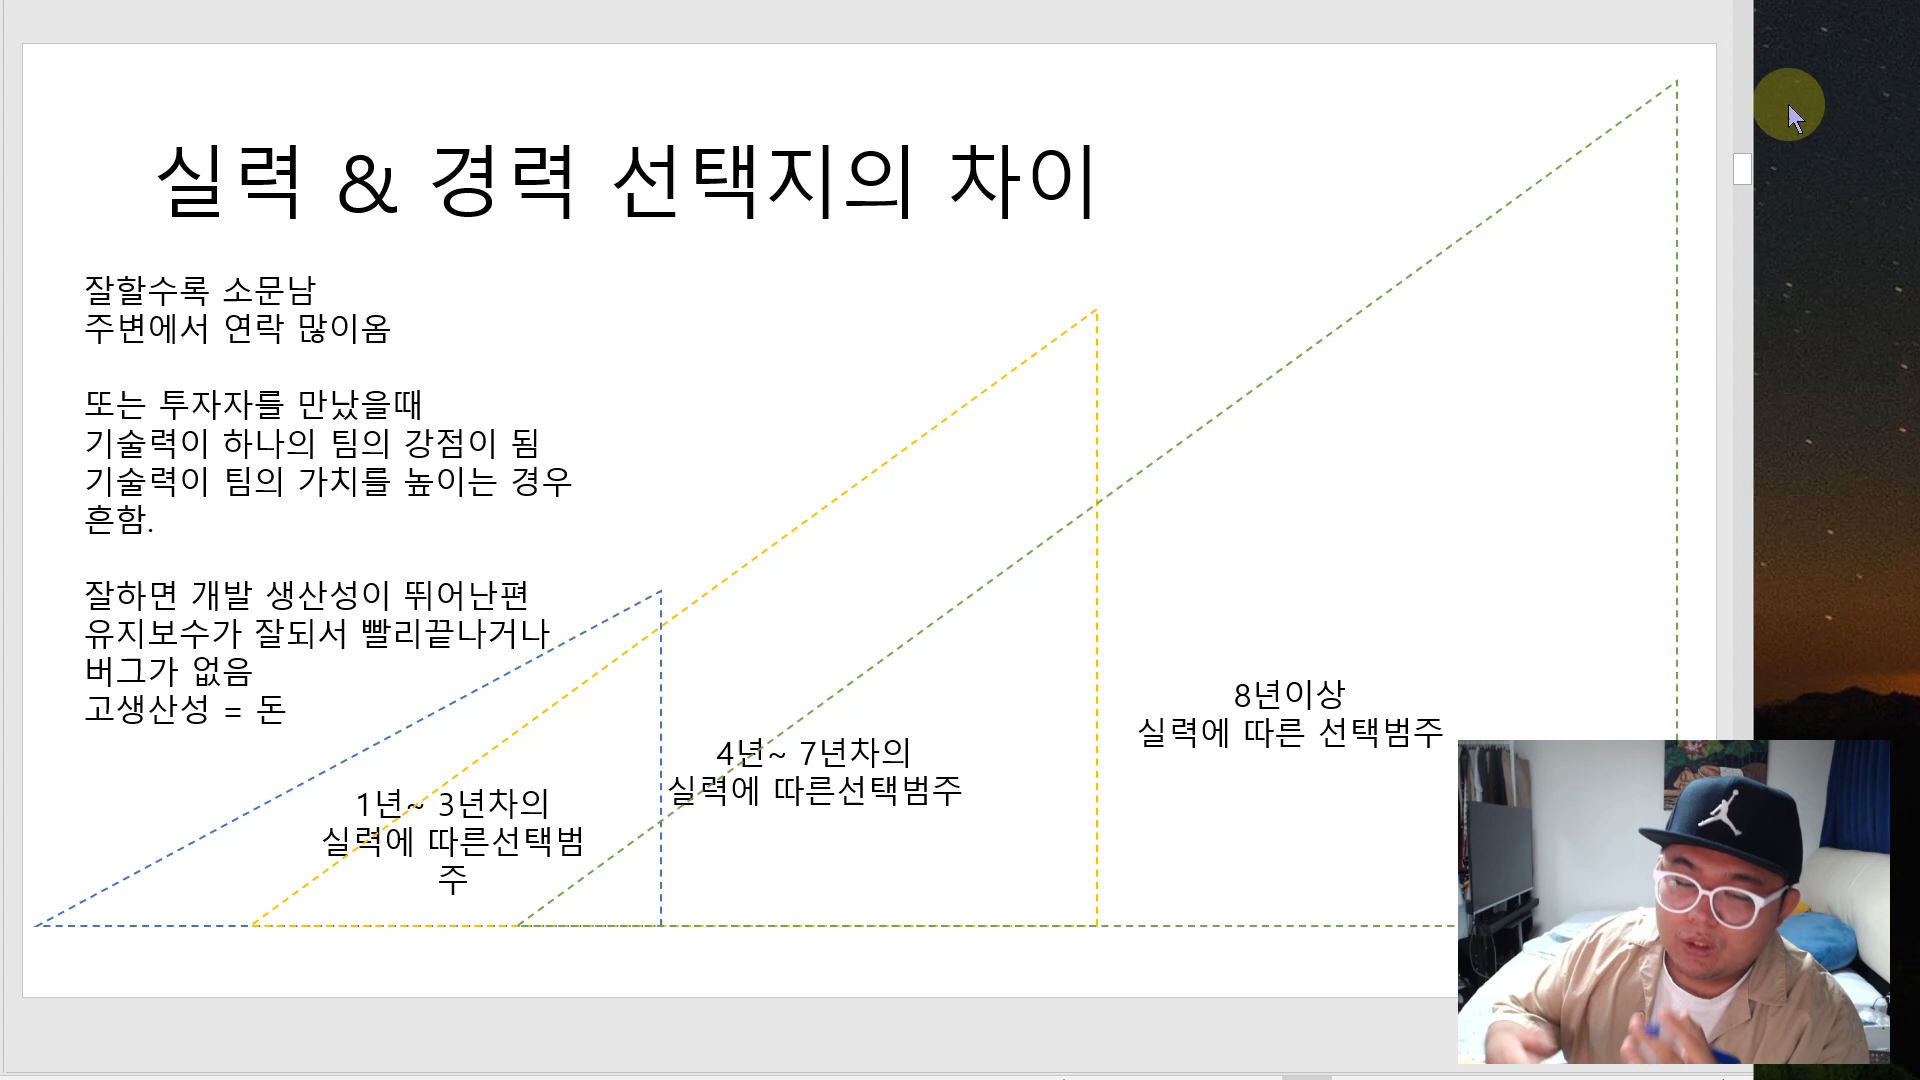 실력 & 경력 선택지의 차이
잘할수록 소문남
주변에서 연락 많이옴
또는 투자자를 만났을때
기술력이 하나의 팀의 강점이 됨
기술력이 팀의 가치를 높이는 경우
흔함.
잘하면 개발 생산성이 뛰어난편
유지보수가 잘되서 빨리끝나거나
버그가 없음
고생산성 = 돈
1년~ 3년차의
실력에 따른선택범
주
4년~ 7년차의
실력에 따른선택범주
8년이상
실력에 따른 선택범주